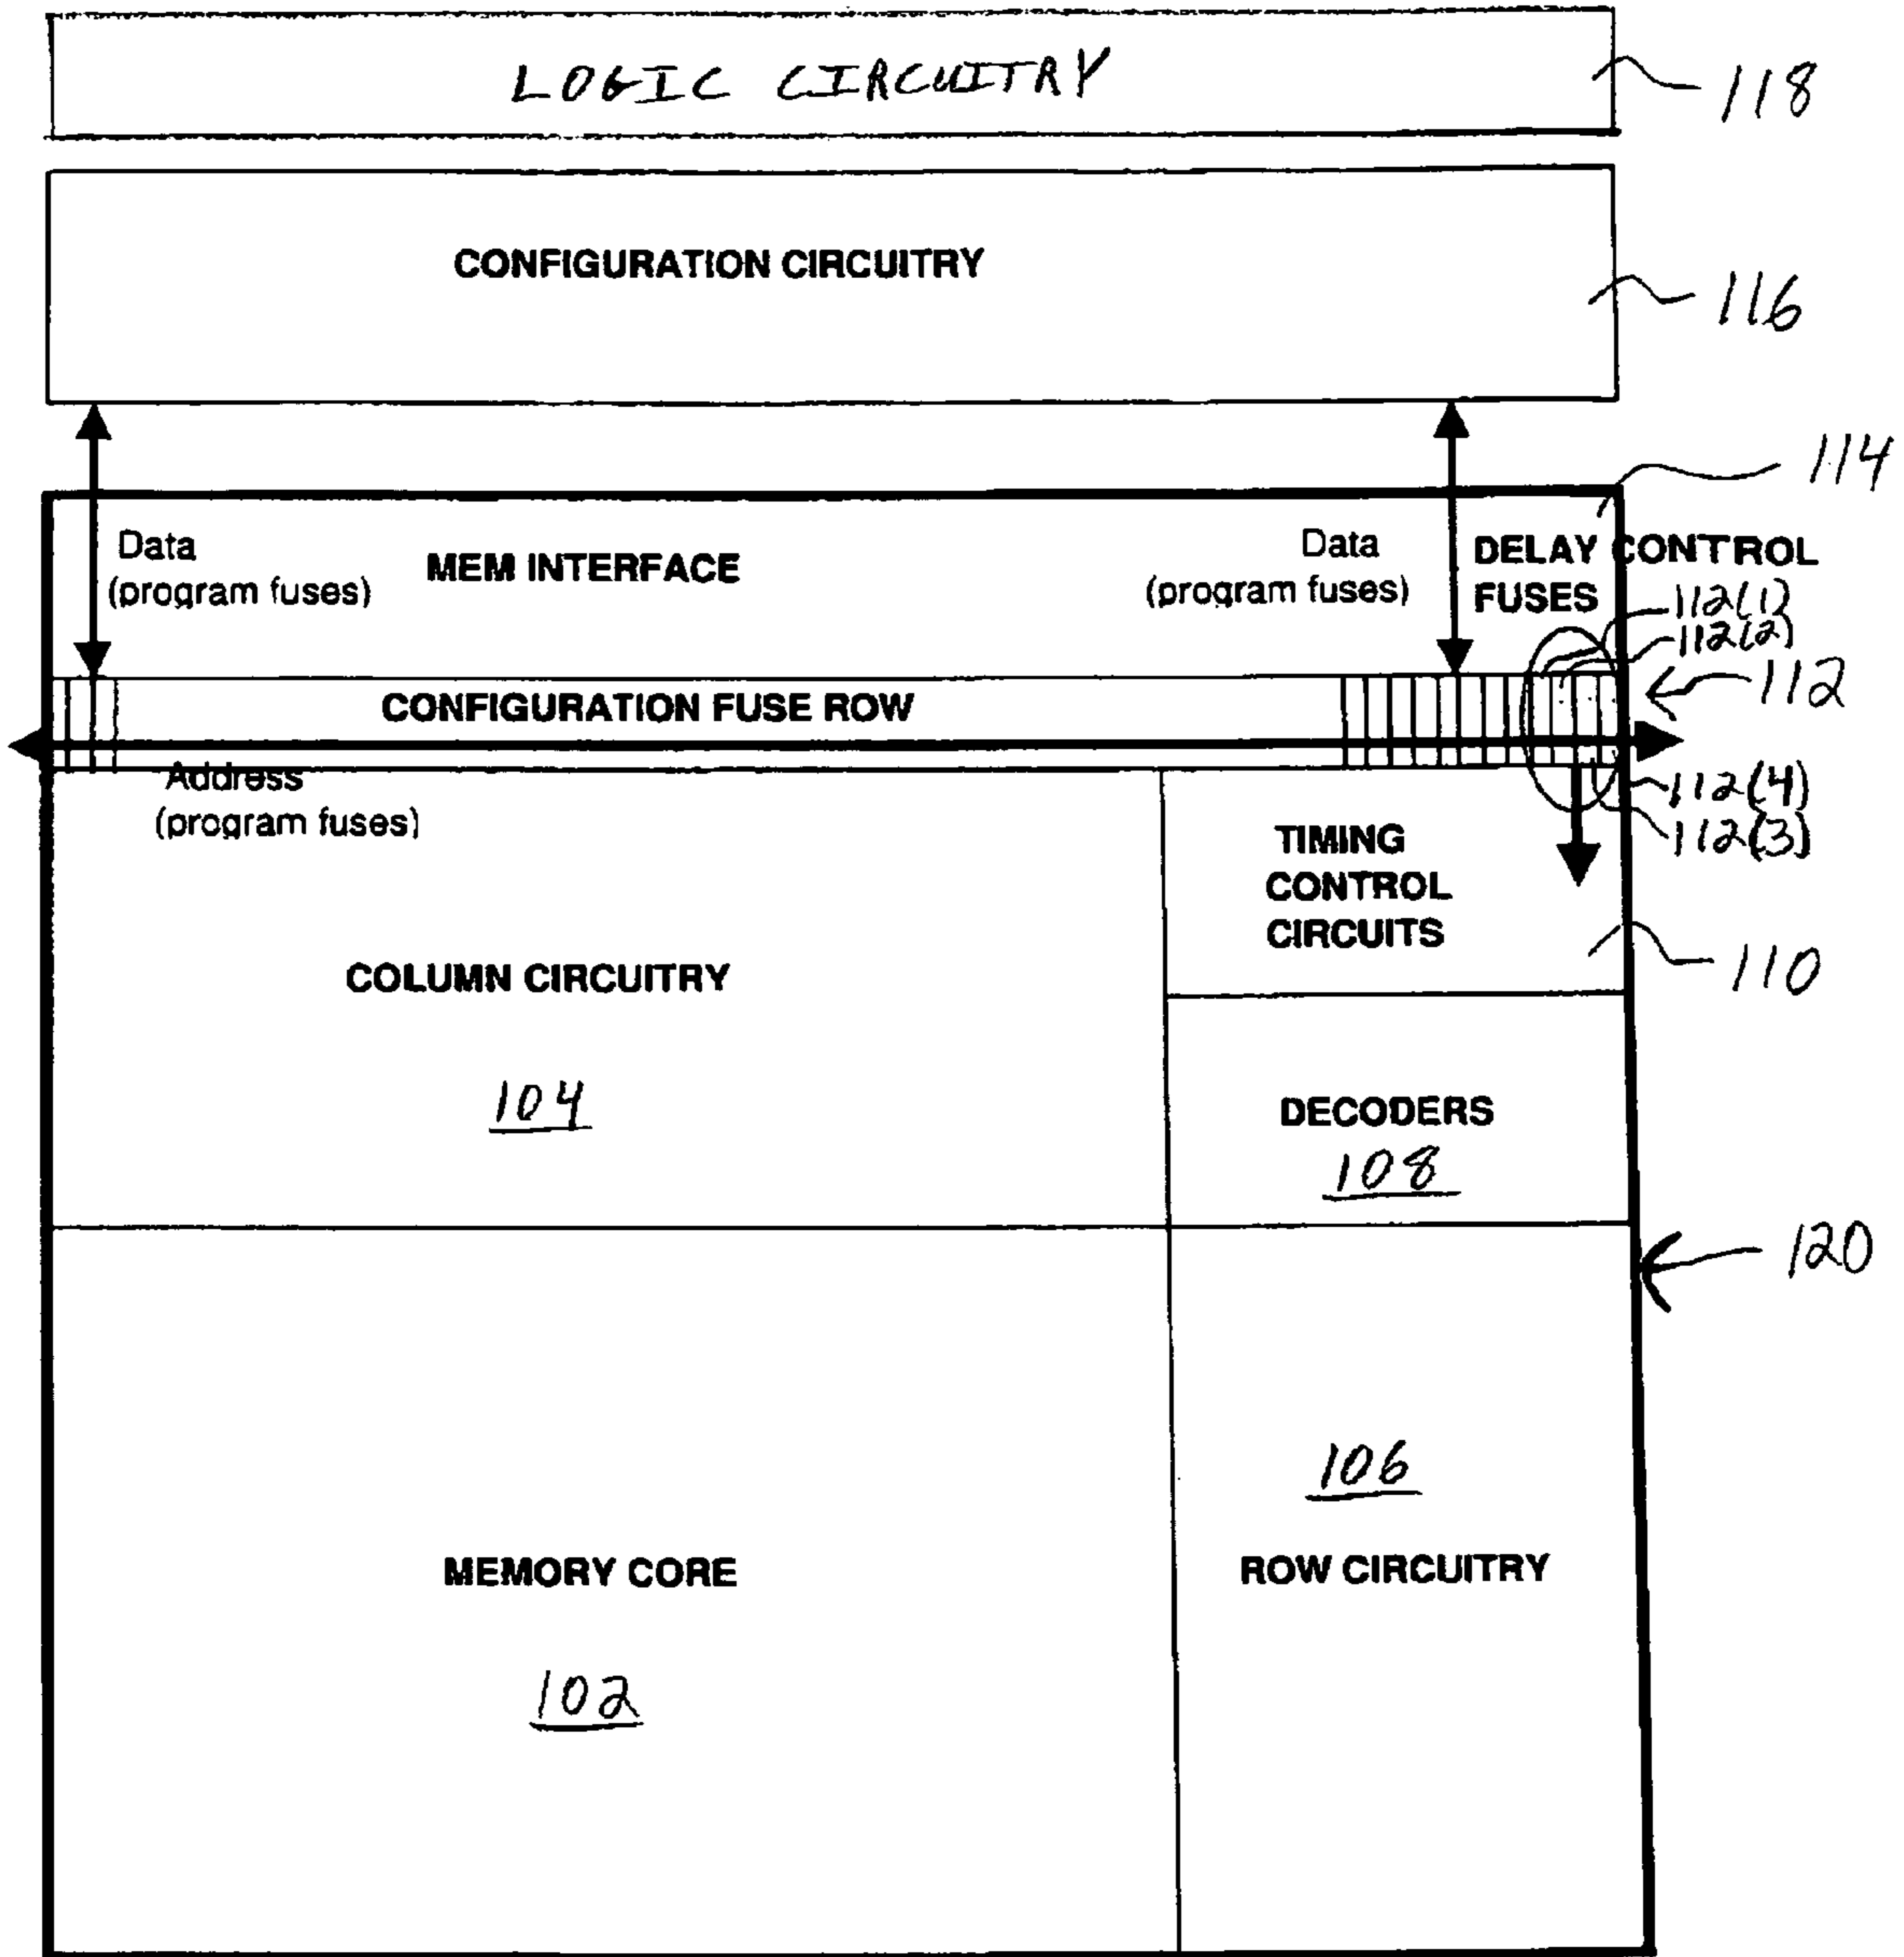 LOGIC CIRCUITRY
118
CONFIGURATION CIRCUITRY
116
114
Data
(program fuses)
MEM INTERFACE
Data
(program fuses)
DELAY CONTROL
FUSES
112(1)
112(2)
112
CONFIGURATION FUSE ROW
Address
(program fuses)
112(4)
112(3)
TIMING
CONTROL
CIRCUITS
110
COLUMN CIRCUITRY
104
DECODERS
108
120
106
ROW CIRCUITRY
MEMORY CORE
102